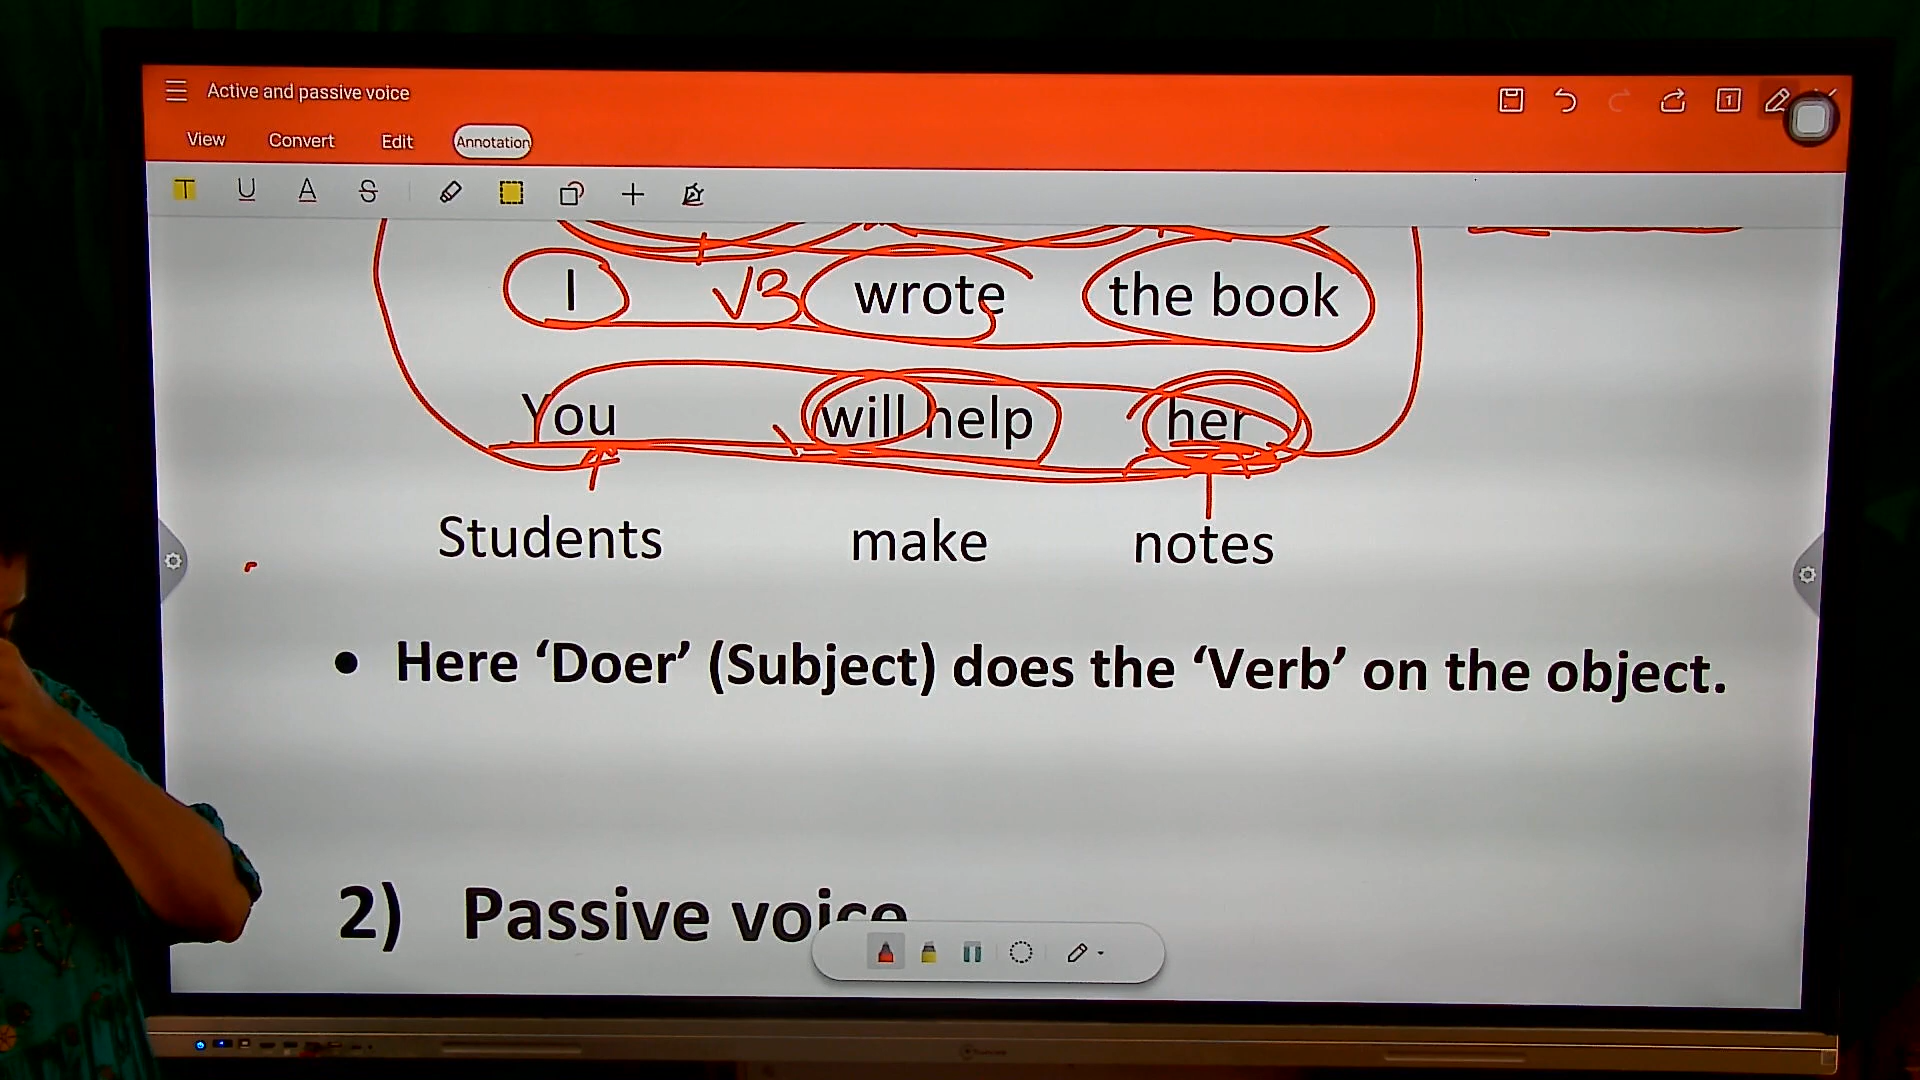 Active and passive voice
View Convert Edit Annotation
T U A S
I √3 wrote the book
You will help her
Students make notes
• Here ‘Doer’ (Subject) does the ‘Verb’ on the object.
2) Passive voice